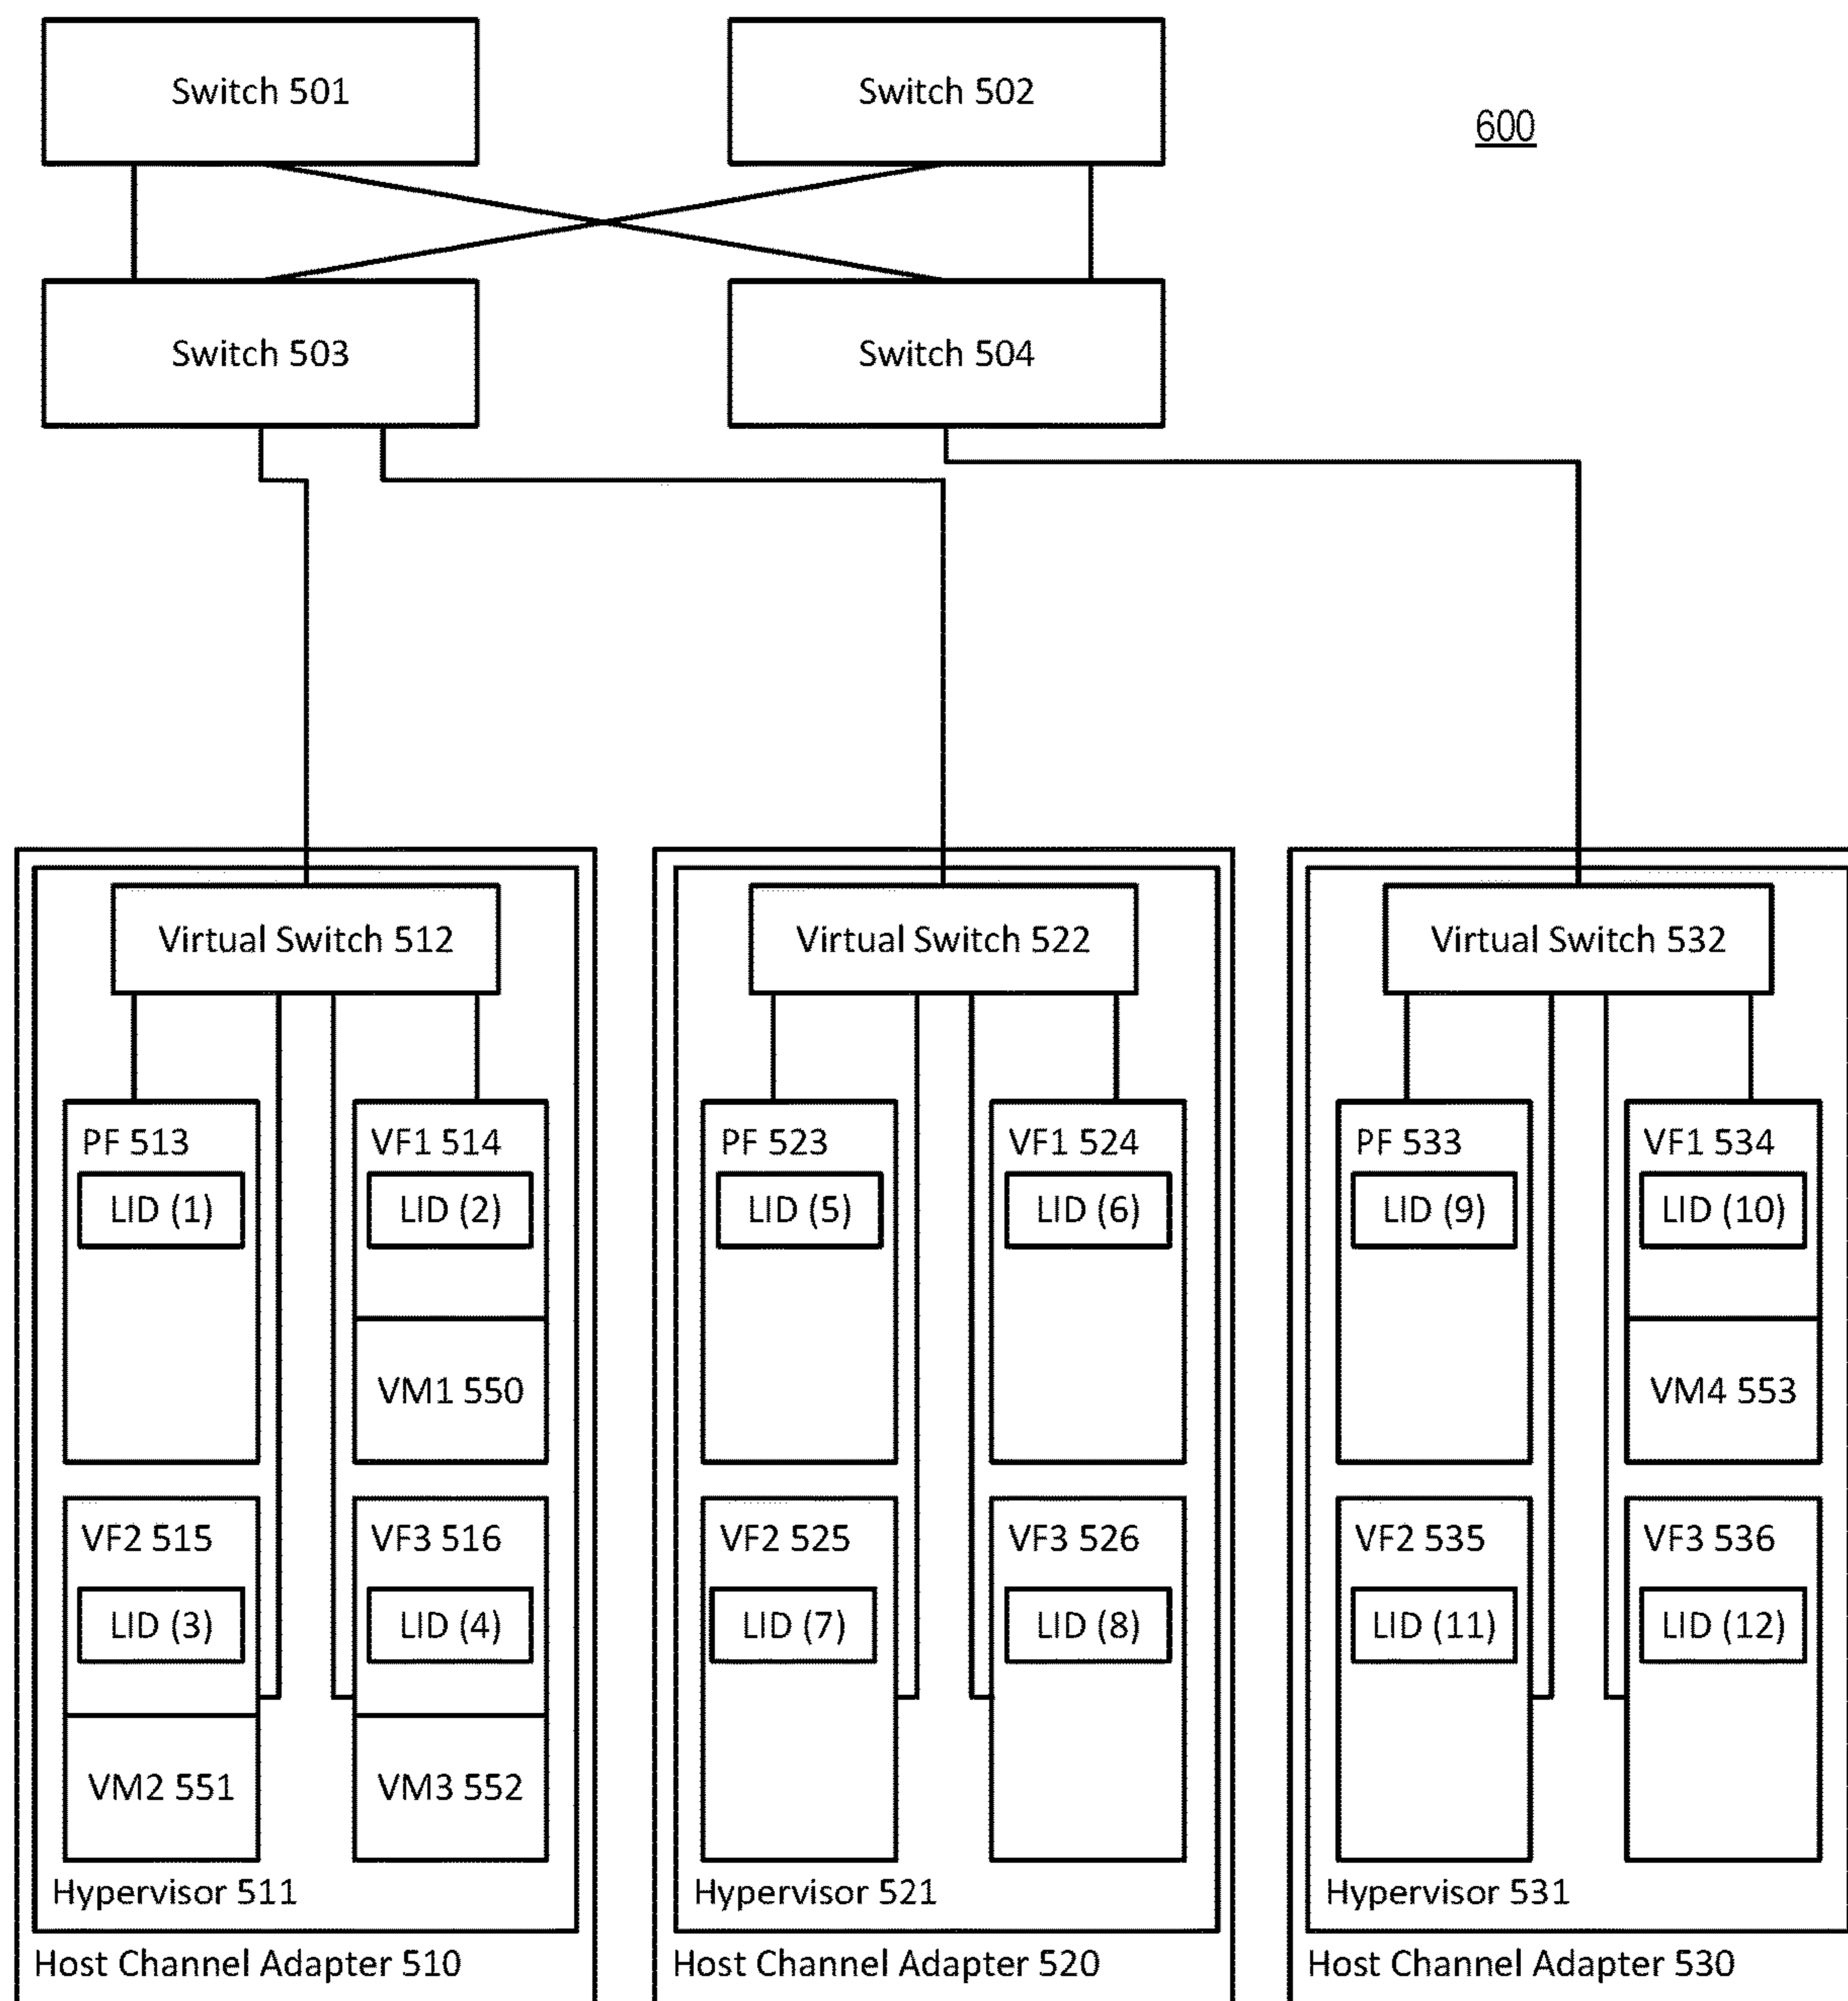 Switch 501
Switch 502
600
Switch 503
Switch 504
Virtual Switch 512
PF 513
LID (1)
VF1 514
LID (2)
VM1 550
VF2 515
LID (3)
VM2 551
VF3 516
LID (4)
VM3 552
Hypervisor 511
Host Channel Adapter 510
Virtual Switch 522
PF 523
LID (5)
VF1 524
LID (6)
VF2 525
LID (7)
VF3 526
LID (8)
Hypervisor 521
Host Channel Adapter 520
Virtual Switch 532
PF 533
LID (9)
VF1 534
LID (10)
VM4 553
VF2 535
LID (11)
VF3 536
LID (12)
Hypervisor 531
Host Channel Adapter 530